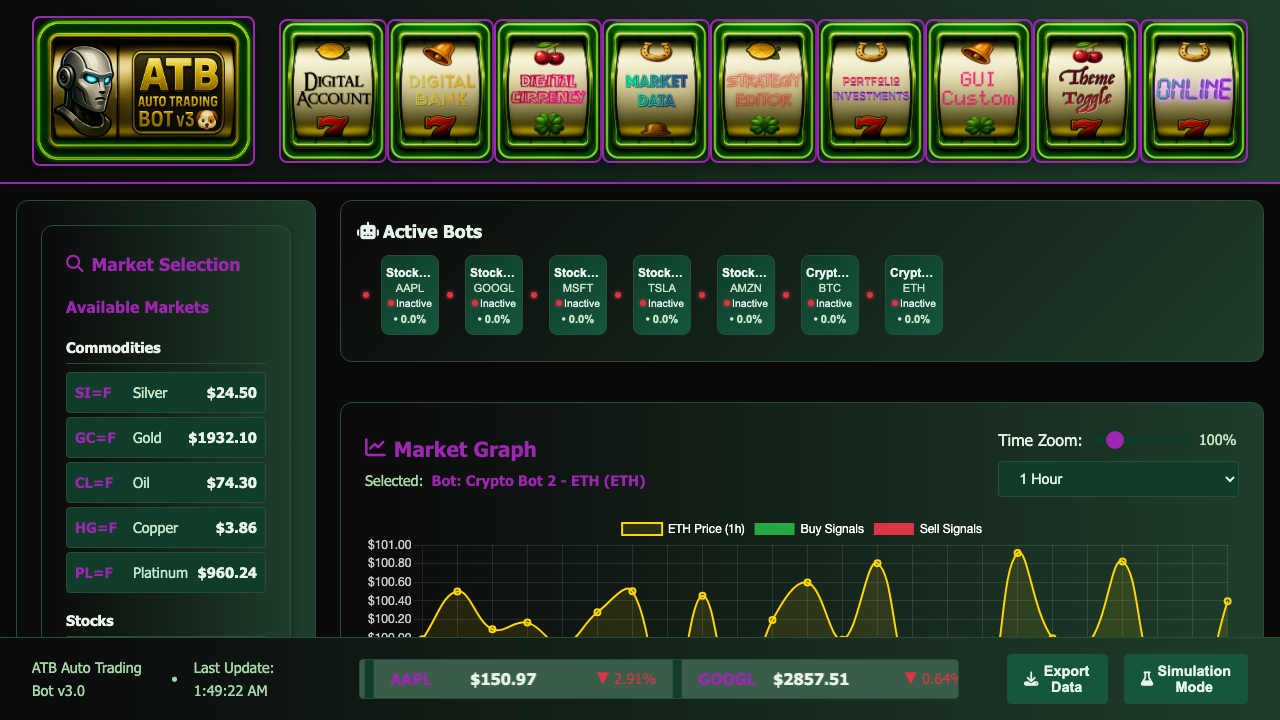 ATB
AUTO TRADING
BOT v3
DIGITAL
ACCOUNT
DIGITAL
BANK
DIGITAL
CURRENCY
MARKET
DATA
STRATEGY
EDITOR
PORTFOLIO
INVESTMENTS
GUI
Custom
Theme
Toggle
ONLINE
Market Selection
Available Markets
Commodities
SI=F Silver $24.50
GC=F Gold $1932.10
CL=F Oil $74.30
HG=F Copper $3.86
PL=F Platinum $960.24
Stocks
Active Bots
Stock...
AAPL
Inactive
• 0.0%
Stock...
GOOGL
Inactive
• 0.0%
Stock...
MSFT
Inactive
• 0.0%
Stock...
TSLA
Inactive
• 0.0%
Stock...
AMZN
Inactive
• 0.0%
Crypt...
BTC
Inactive
• 0.0%
Crypt...
ETH
Inactive
• 0.0%
Market Graph
Selected: Bot: Crypto Bot 2 - ETH (ETH)
Time Zoom: 100%
1 Hour
ETH Price (1h) Buy Signals Sell Signals
$101.00
$100.80
$100.60
$100.40
$100.20
$100.00
ATB Auto Trading
Bot v3.0
•
Last Update:
1:49:22 AM
AAPL $150.97 ▼ 2.91%
GOOGL $2857.51 ▼ 0.64%
Export
Data
Simulation
Mode